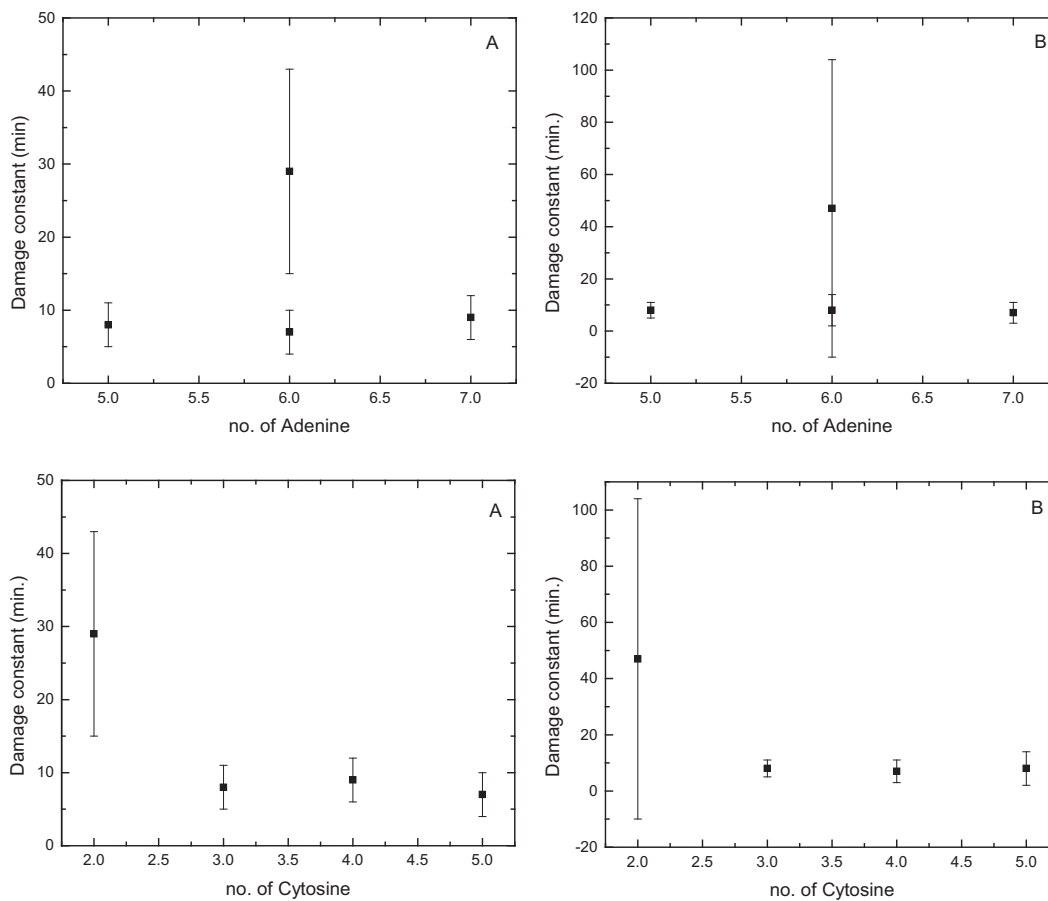 50
40
30
20
10
0
Damage constant (min)
A
5.0 5.5 6.0 6.5 7.0
no. of Adenine
120
100
80
60
40
20
0
-20
Damage constant (min.)
B
5.0 5.5 6.0 6.5 7.0
no. of Adenine
50
40
30
20
10
0
Damage constant (min.)
A
2.0 2.5 3.0 3.5 4.0 4.5 5.0
no. of Cytosine
100
80
60
40
20
0
-20
Damage constant (min.)
B
2.0 2.5 3.0 3.5 4.0 4.5 5.0
no. of Cytosine